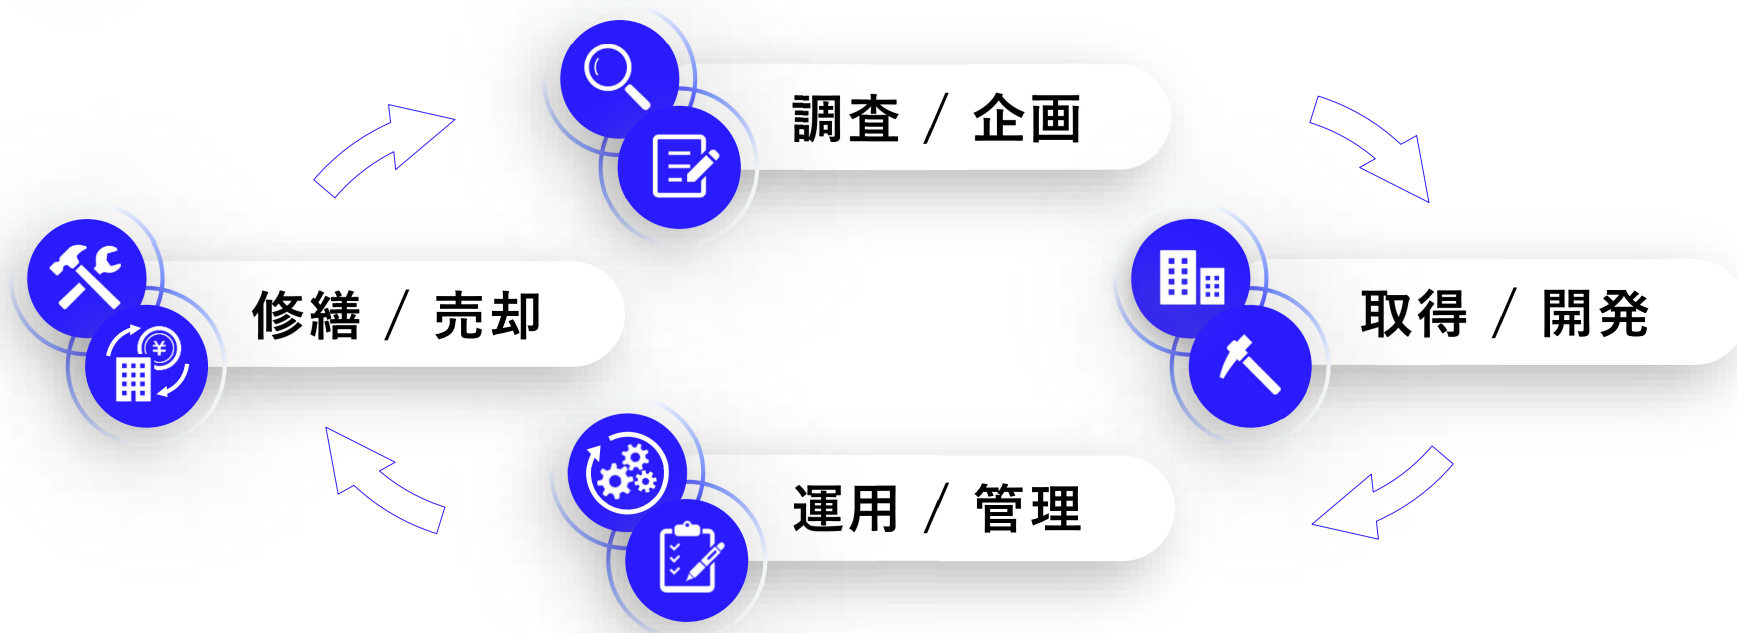 調査 / 企画
取得 / 開発
修繕 / 売却
運用 / 管理
¥